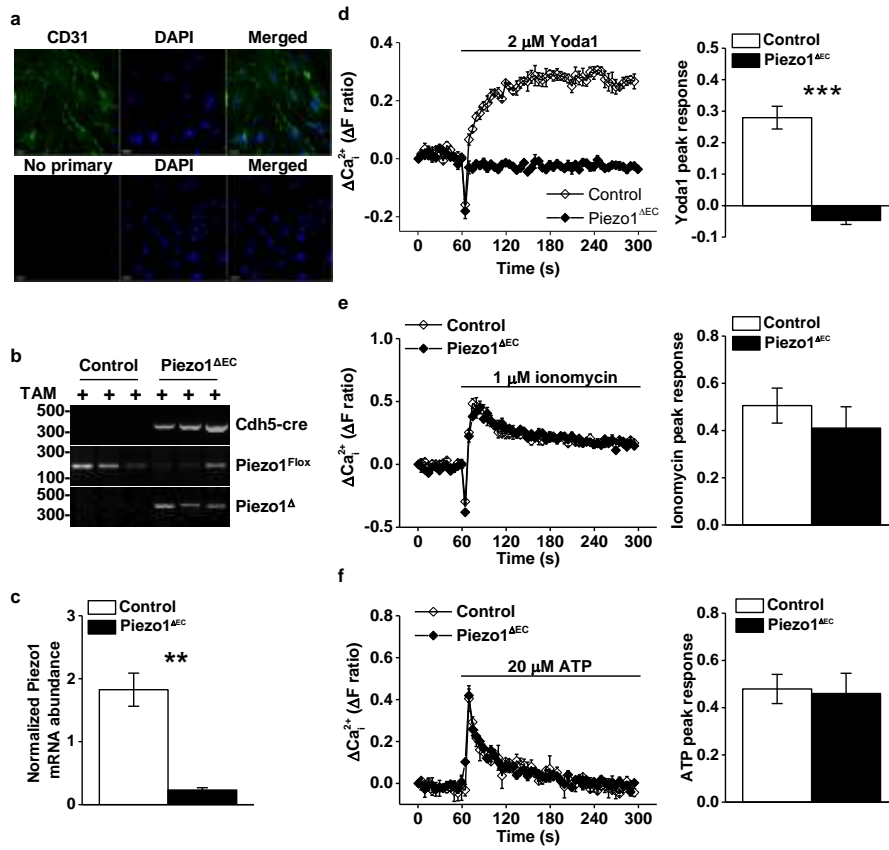 a
CD31 DAPI Merged
No primary DAPI Merged
b
Control Piezo1ΔEC
TAM + + + + + +
500-
300-
Cdh5-cre
300-
100-
Piezo1Flox
500-
300-
Piezo1Δ
c
Control
Piezo1ΔEC
**
Normalized Piezo1
mRNA abundance
3
2
1
0
d
2 μM Yoda1
ΔCa2+i (ΔF ratio)
0.4
0.2
0.0
-0.2
Control
Piezo1ΔEC
0 60 120 180 240 300
Time (s)
Control
Piezo1ΔEC
***
Yoda1 peak response
0.5
0.4
0.3
0.2
0.1
0.0
-0.1
e
Control
Piezo1ΔEC
1 μM ionomycin
ΔCa2+i (ΔF ratio)
1.0
0.5
0.0
-0.5
0 60 120 180 240 300
Time (s)
Control
Piezo1ΔEC
Ionomycin peak response
0.8
0.6
0.4
0.2
0.0
f
Control
Piezo1ΔEC
20 μM ATP
ΔCa2+i (ΔF ratio)
0.8
0.6
0.4
0.2
0.0
0 60 120 180 240 300
Time (s)
Control
Piezo1ΔEC
ATP peak response
0.8
0.6
0.4
0.2
0.0